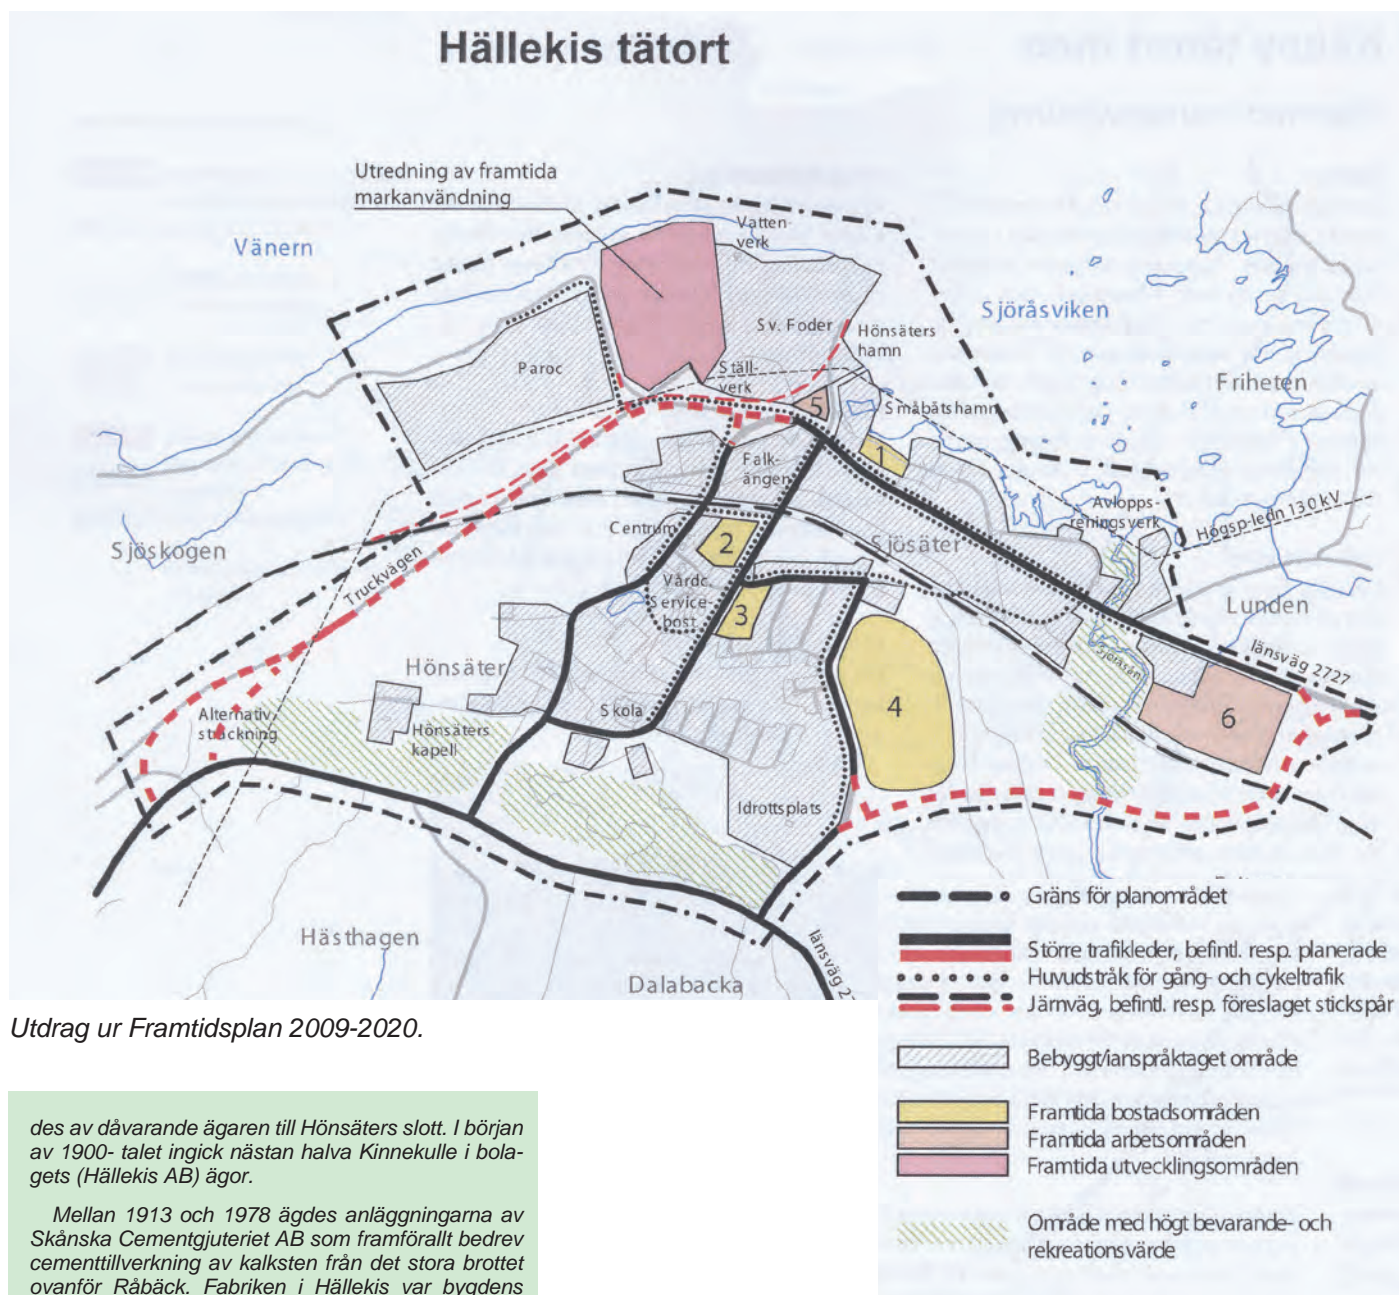 Hällekis tätort
Utredning av framtida
markanvändning
Vänern
Vatten-
verk
Sjöråsviken
Sv. Foder
Hönsäters
hamn
Friheten
Paroc
Ställ-
verk
5
Småbåtshamn
1
Falk-
ängen
Avlopps-
reningsverk
Högsp-ledn 130 kV
Centrum
2
Sjösäter
Sjöskogen
Truckvägen
Vårdc.
Service-
bost.
3
Lunden
Hönsäter
Sjöråsån
länsväg 2727
Alternativ
sträckning
Hönsäters
kapell
Skola
4
6
Idrottsplats
Hästhagen
Dalabacka
länsväg 2
Gräns för planområdet
Större trafikleder, befintl. resp. planerade
Huvudstråk för gång- och cykeltrafik
Järnväg, befintl. resp. föreslaget stickspår
Bebyggt/ianspråktaget område
Framtida bostadsområden
Framtida arbetsområden
Framtida utvecklingsområden
Område med högt bevarande- och
rekreationsvärde
Utdrag ur Framtidsplan 2009-2020.
des av dåvarande ägaren till Hönsäters slott. I början
av 1900- talet ingick nästan halva Kinnekulle i bola-
gets (Hällekis AB) ägor.
Mellan 1913 och 1978 ägdes anläggningarna av
Skånska Cementgjuteriet AB som framförallt bedrev
cementtillverkning av kalksten från det stora brottet
ovanför Råbäck. Fabriken i Hällekis var bygdens